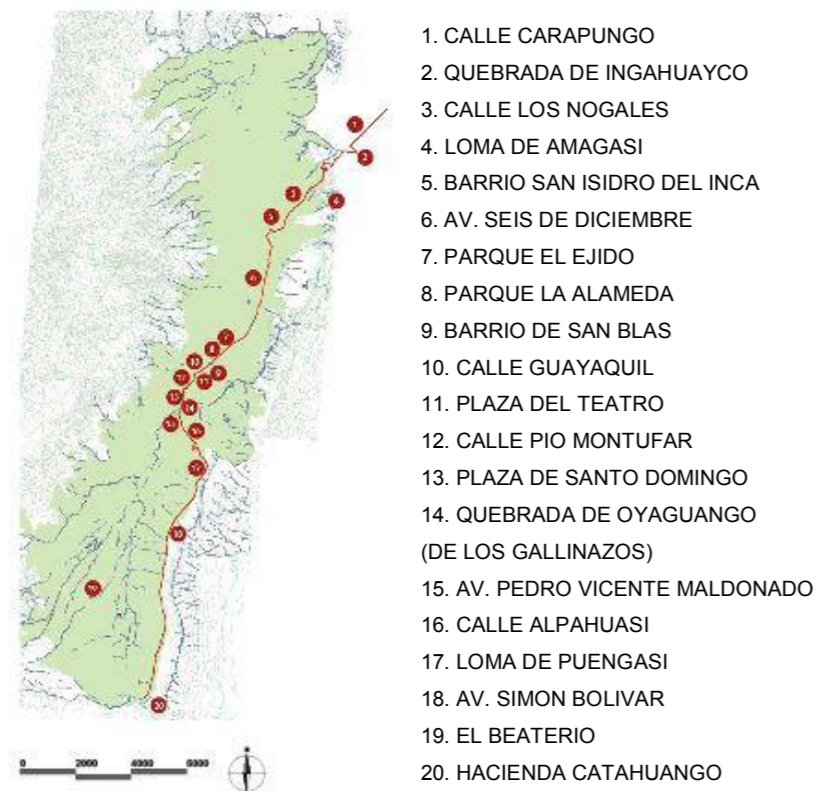 1. CALLE CARAPUNGO
2. QUEBRADA DE INGAHUAYCO
3. CALLE LOS NOGALES
4. LOMA DE AMAGASI
5. BARRIO SAN ISIDRO DEL INCA
6. AV. SEIS DE DICIEMBRE
7. PARQUE EL EJIDO
8. PARQUE LA ALAMEDA
9. BARRIO DE SAN BLAS
10. CALLE GUAYAQUIL
11. PLAZA DEL TEATRO
12. CALLE PIO MONTUFAR
13. PLAZA DE SANTO DOMINGO
14. QUEBRADA DE OYAGUANGO
(DE LOS GALLINAZOS)
15. AV. PEDRO VICENTE MALDONADO
16. CALLE ALPAHUASI
17. LOMA DE PUENGASI
18. AV. SIMON BOLIVAR
19. EL BEATERIO
20. HACIENDA CATAHUANGO
0 2000 4000 6000